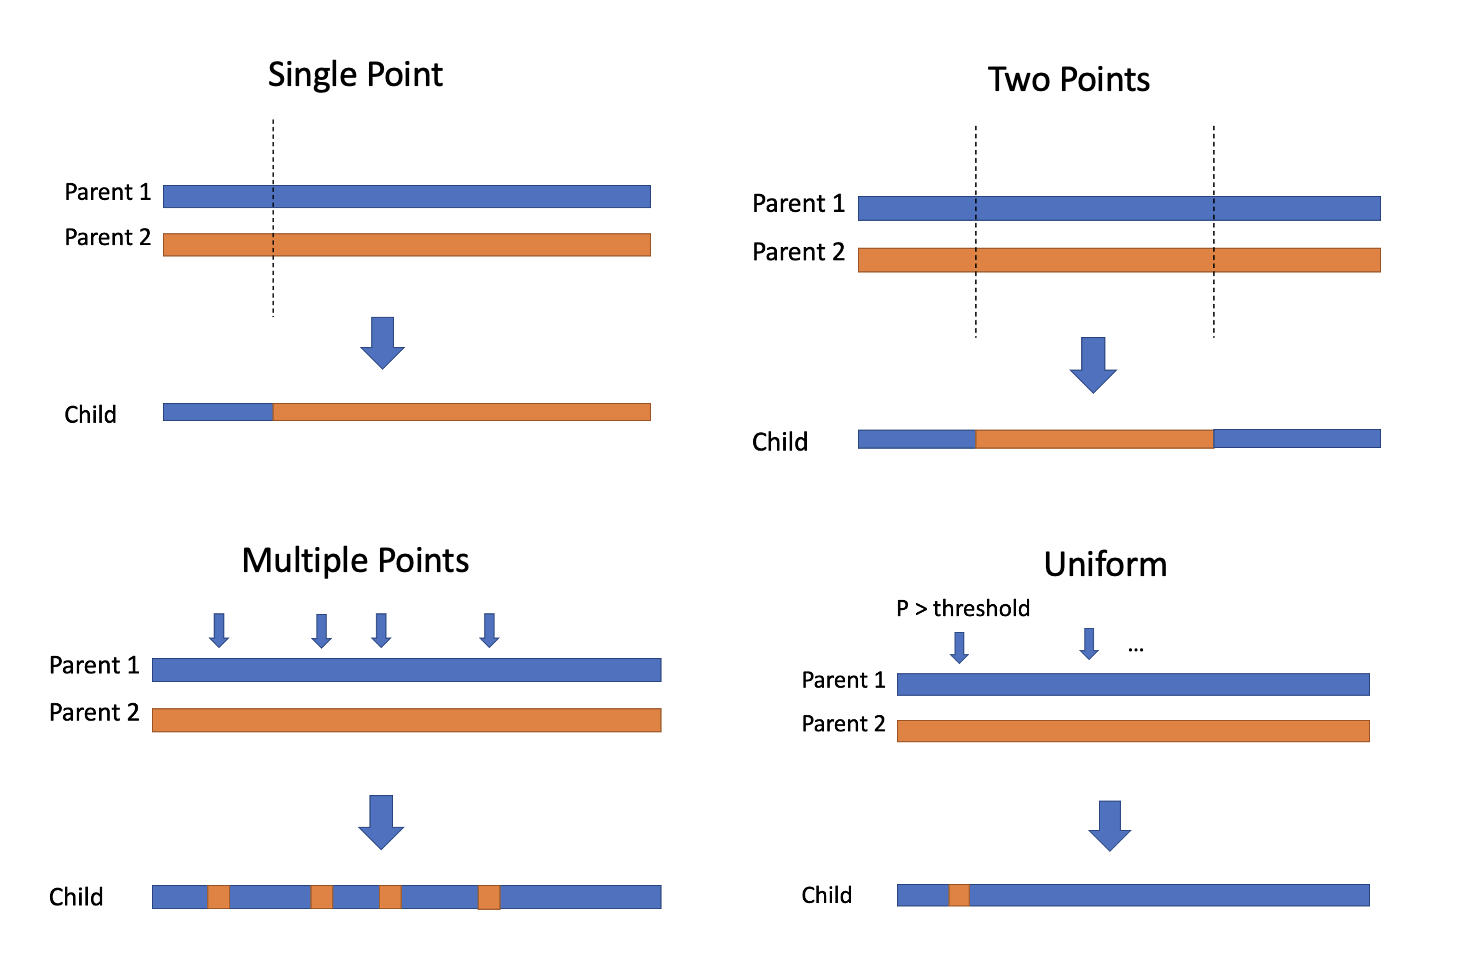 Single Point
Parent 1
Parent 2
Child
Two Points
Parent 1
Parent 2
Child
Multiple Points
Parent 1
Parent 2
Child
Uniform
P > threshold
...
Parent 1
Parent 2
Child